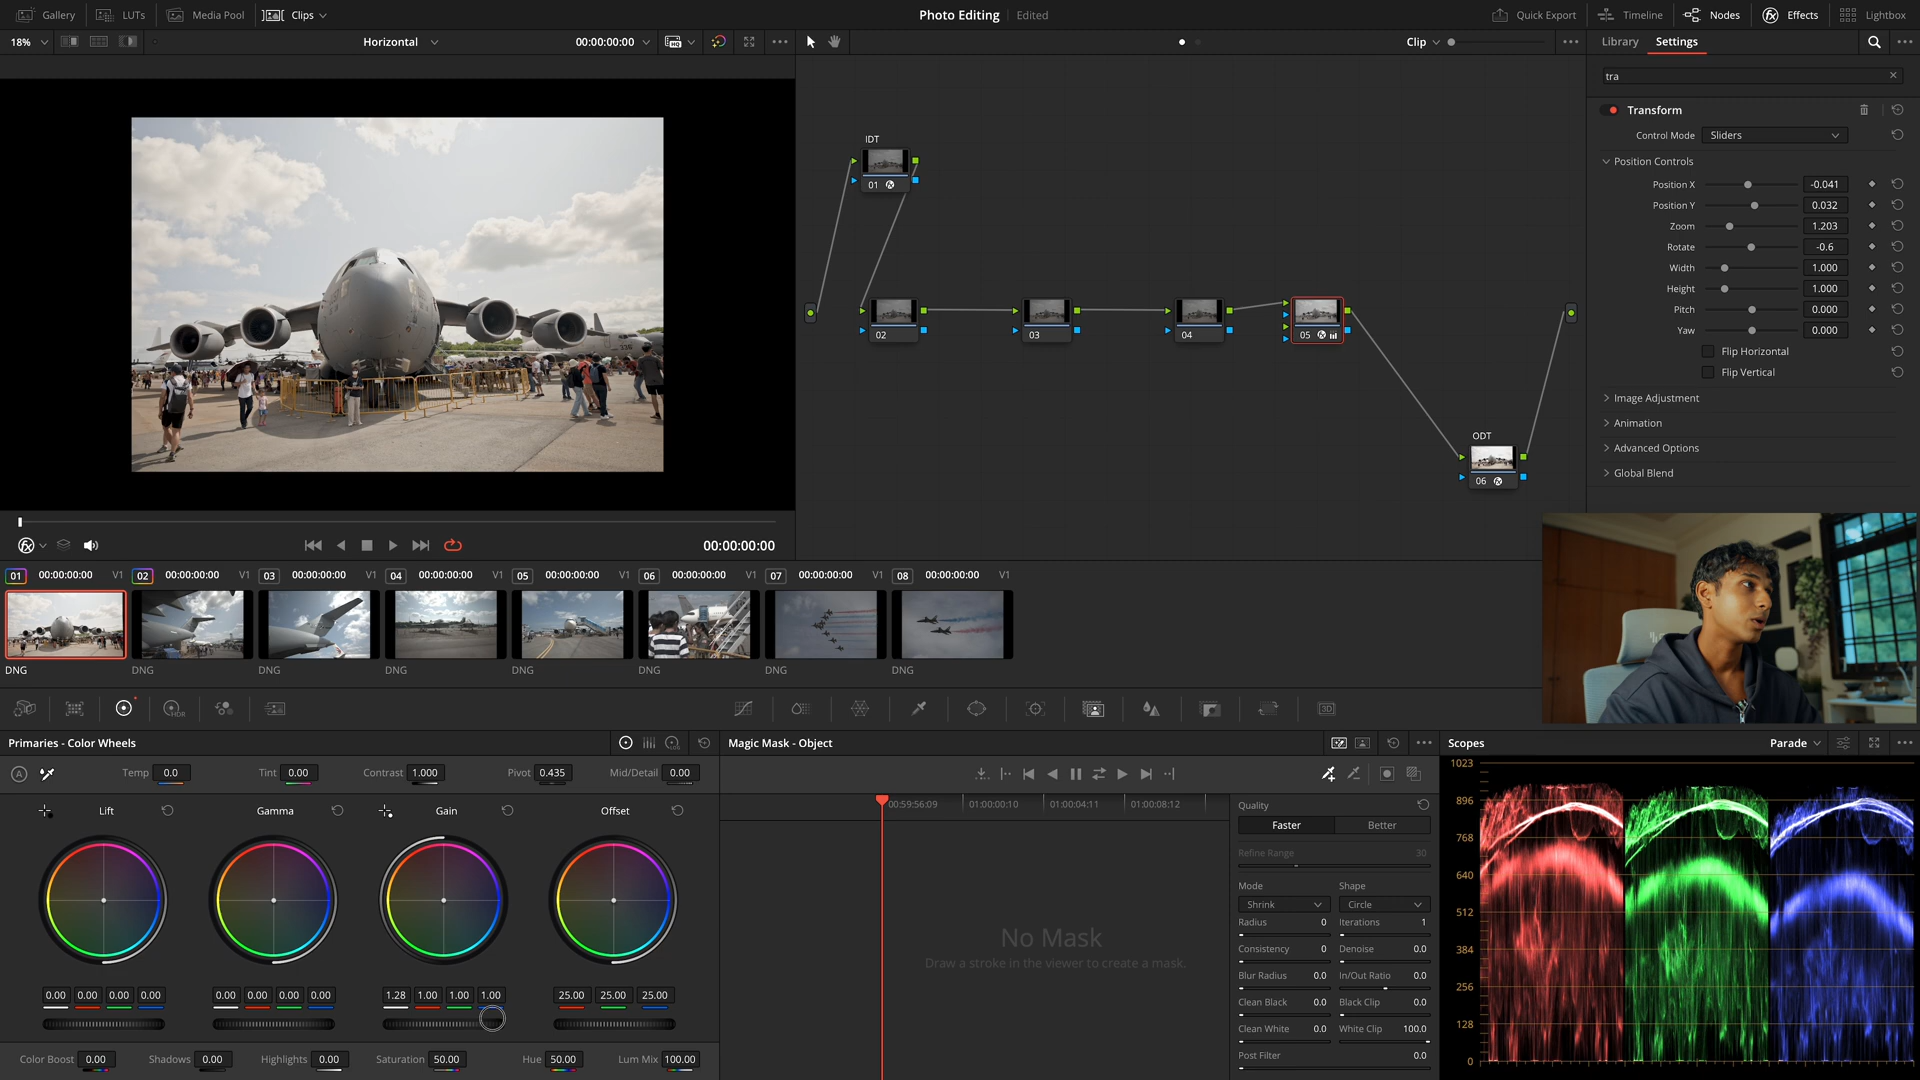 Gallery LUTs Media Pool Clips Photo Editing Edited Quick Export Timeline Nodes Effects Lightbox
18% Horizontal 00:00:00:00 Clip Library Settings
tra
Transform
Control Mode Sliders
Position Controls
Position X -0.041
Position Y 0.032
Zoom 1.203
Rotate -0.6
Width 1.000
Height 1.000
Pitch 0.000
Yaw 0.000
Flip Horizontal
Flip Vertical
Image Adjustment
Animation
Advanced Options
Global Blend
IDT
01
02 03 04 05
ODT
06
00:00:00:00
01 00:00:00:00 V1 02 00:00:00:00 V1 03 00:00:00:00 V1 04 00:00:00:00 V1 05 00:00:00:00 V1 06 00:00:00:00 V1 07 00:00:00:00 V1 08 00:00:00:00 V1
DNG DNG DNG DNG DNG DNG DNG DNG
HDR 3D
Primaries - Color Wheels
LOG
A Temp 0.0 Tint 0.00 Contrast 1.000 Pivot 0.435 Mid/Detail 0.00
Lift Gamma Gain Offset
0.00 0.00 0.00 0.00 0.00 0.00 0.00 0.00 1.28 1.00 1.00 1.00 25.00 25.00 25.00
Color Boost 0.00 Shadows 0.00 Highlights 0.00 Saturation 50.00 Hue 50.00 Lum Mix 100.00
Magic Mask - Object
00:59:56:09 01:00:00:10 01:00:04:11 01:00:08:12
No Mask
Draw a stroke in the viewer to create a mask.
Quality
Faster Better
Refine Range 30
Mode Shape
Shrink Circle
Radius 0 Iterations 1
Consistency 0 Denoise 0.0
Blur Radius 0.0 In/Out Ratio 0.0
Clean Black 0.0 Black Clip 0.0
Clean White 0.0 White Clip 100.0
Post Filter 0.0
Scopes Parade
1023
896
768
640
512
384
256
128
0